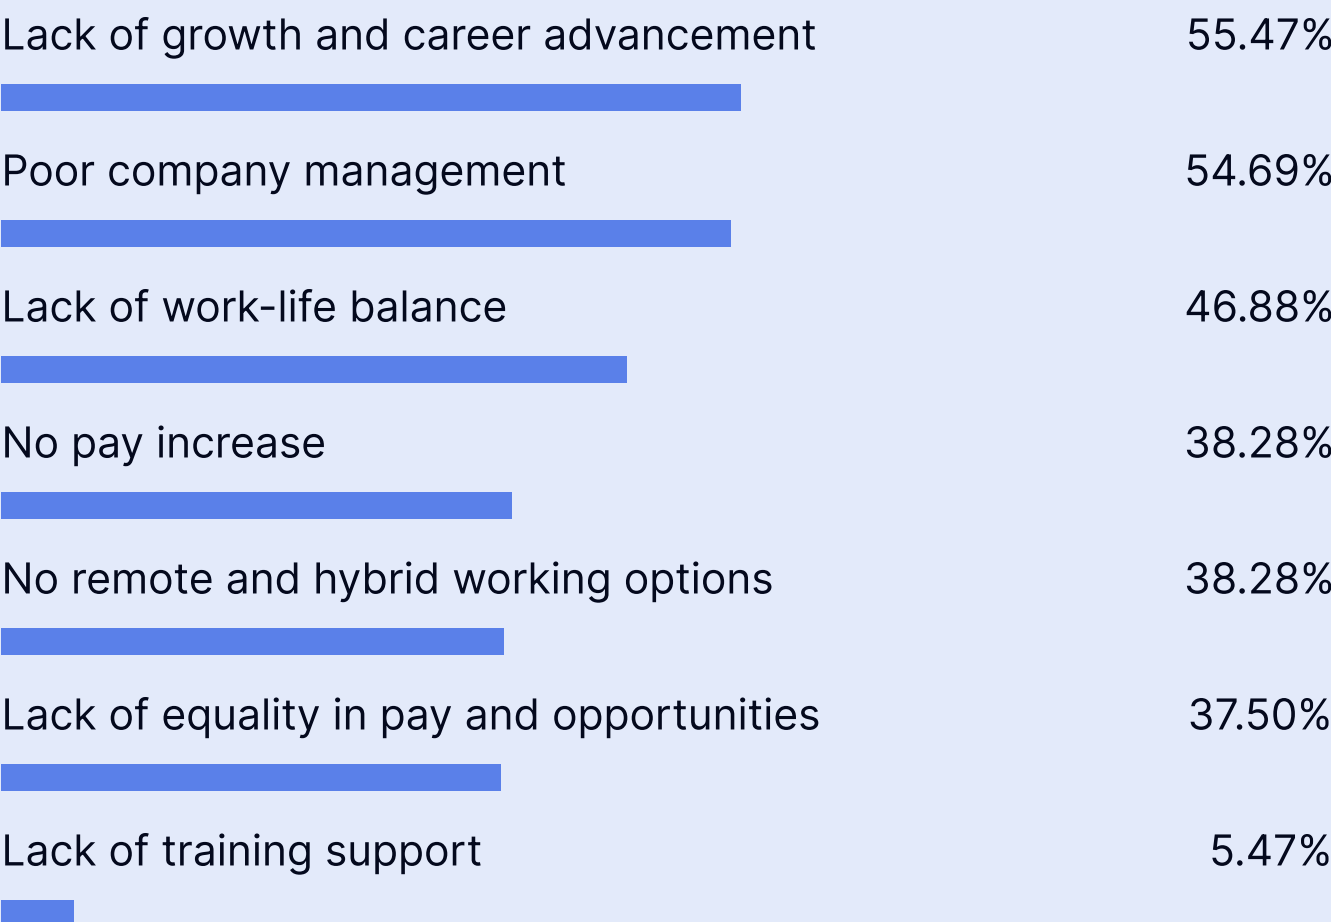 Lack of growth and career advancement 55.47%
Poor company management 54.69%
Lack of work-life balance 46.88%
No pay increase 38.28%
No remote and hybrid working options 38.28%
Lack of equality in pay and opportunities 37.50%
Lack of training support 5.47%